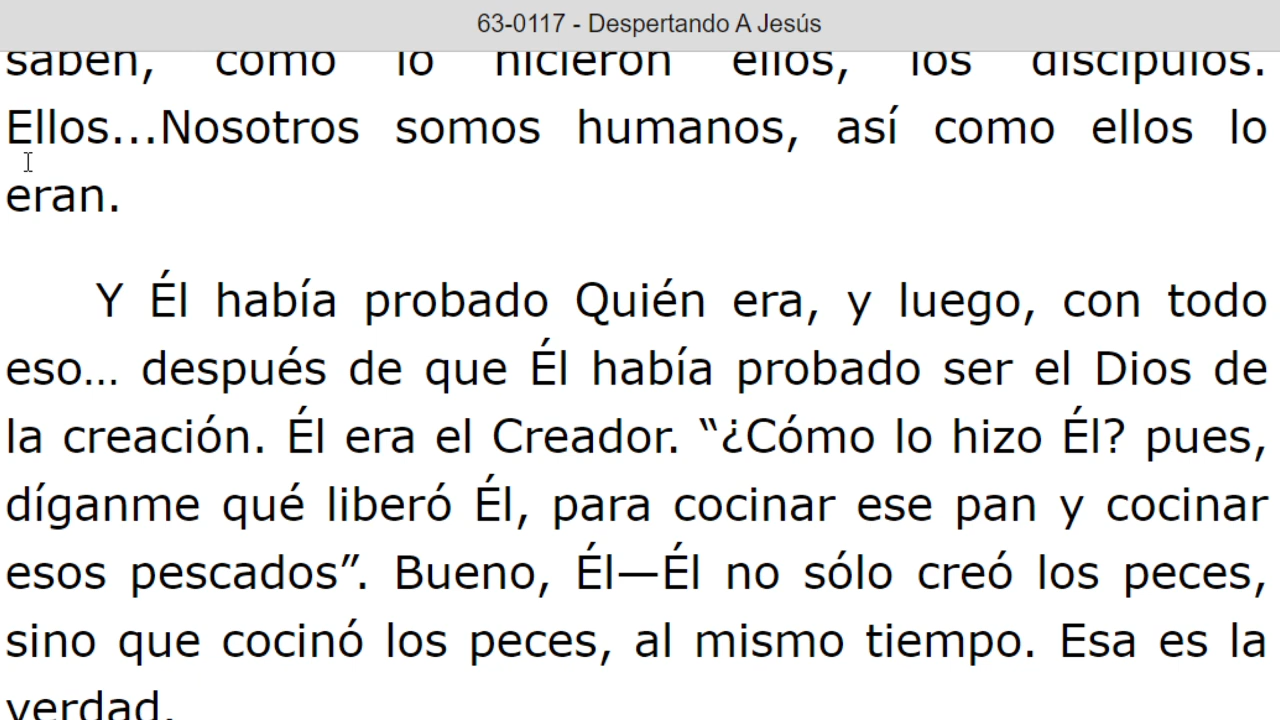 63-0117 - Despertando A Jesús
saben, como lo hicieron ellos, los discípulos.
Ellos...Nosotros somos humanos, así como ellos lo
eran.
Y Él había probado Quién era, y luego, con todo
eso… después de que Él había probado ser el Dios de
la creación. Él era el Creador. “¿Cómo lo hizo Él? pues,
díganme qué liberó Él, para cocinar ese pan y cocinar
esos pescados”. Bueno, Él—Él no sólo creó los peces,
sino que cocinó los peces, al mismo tiempo. Esa es la
verdad.